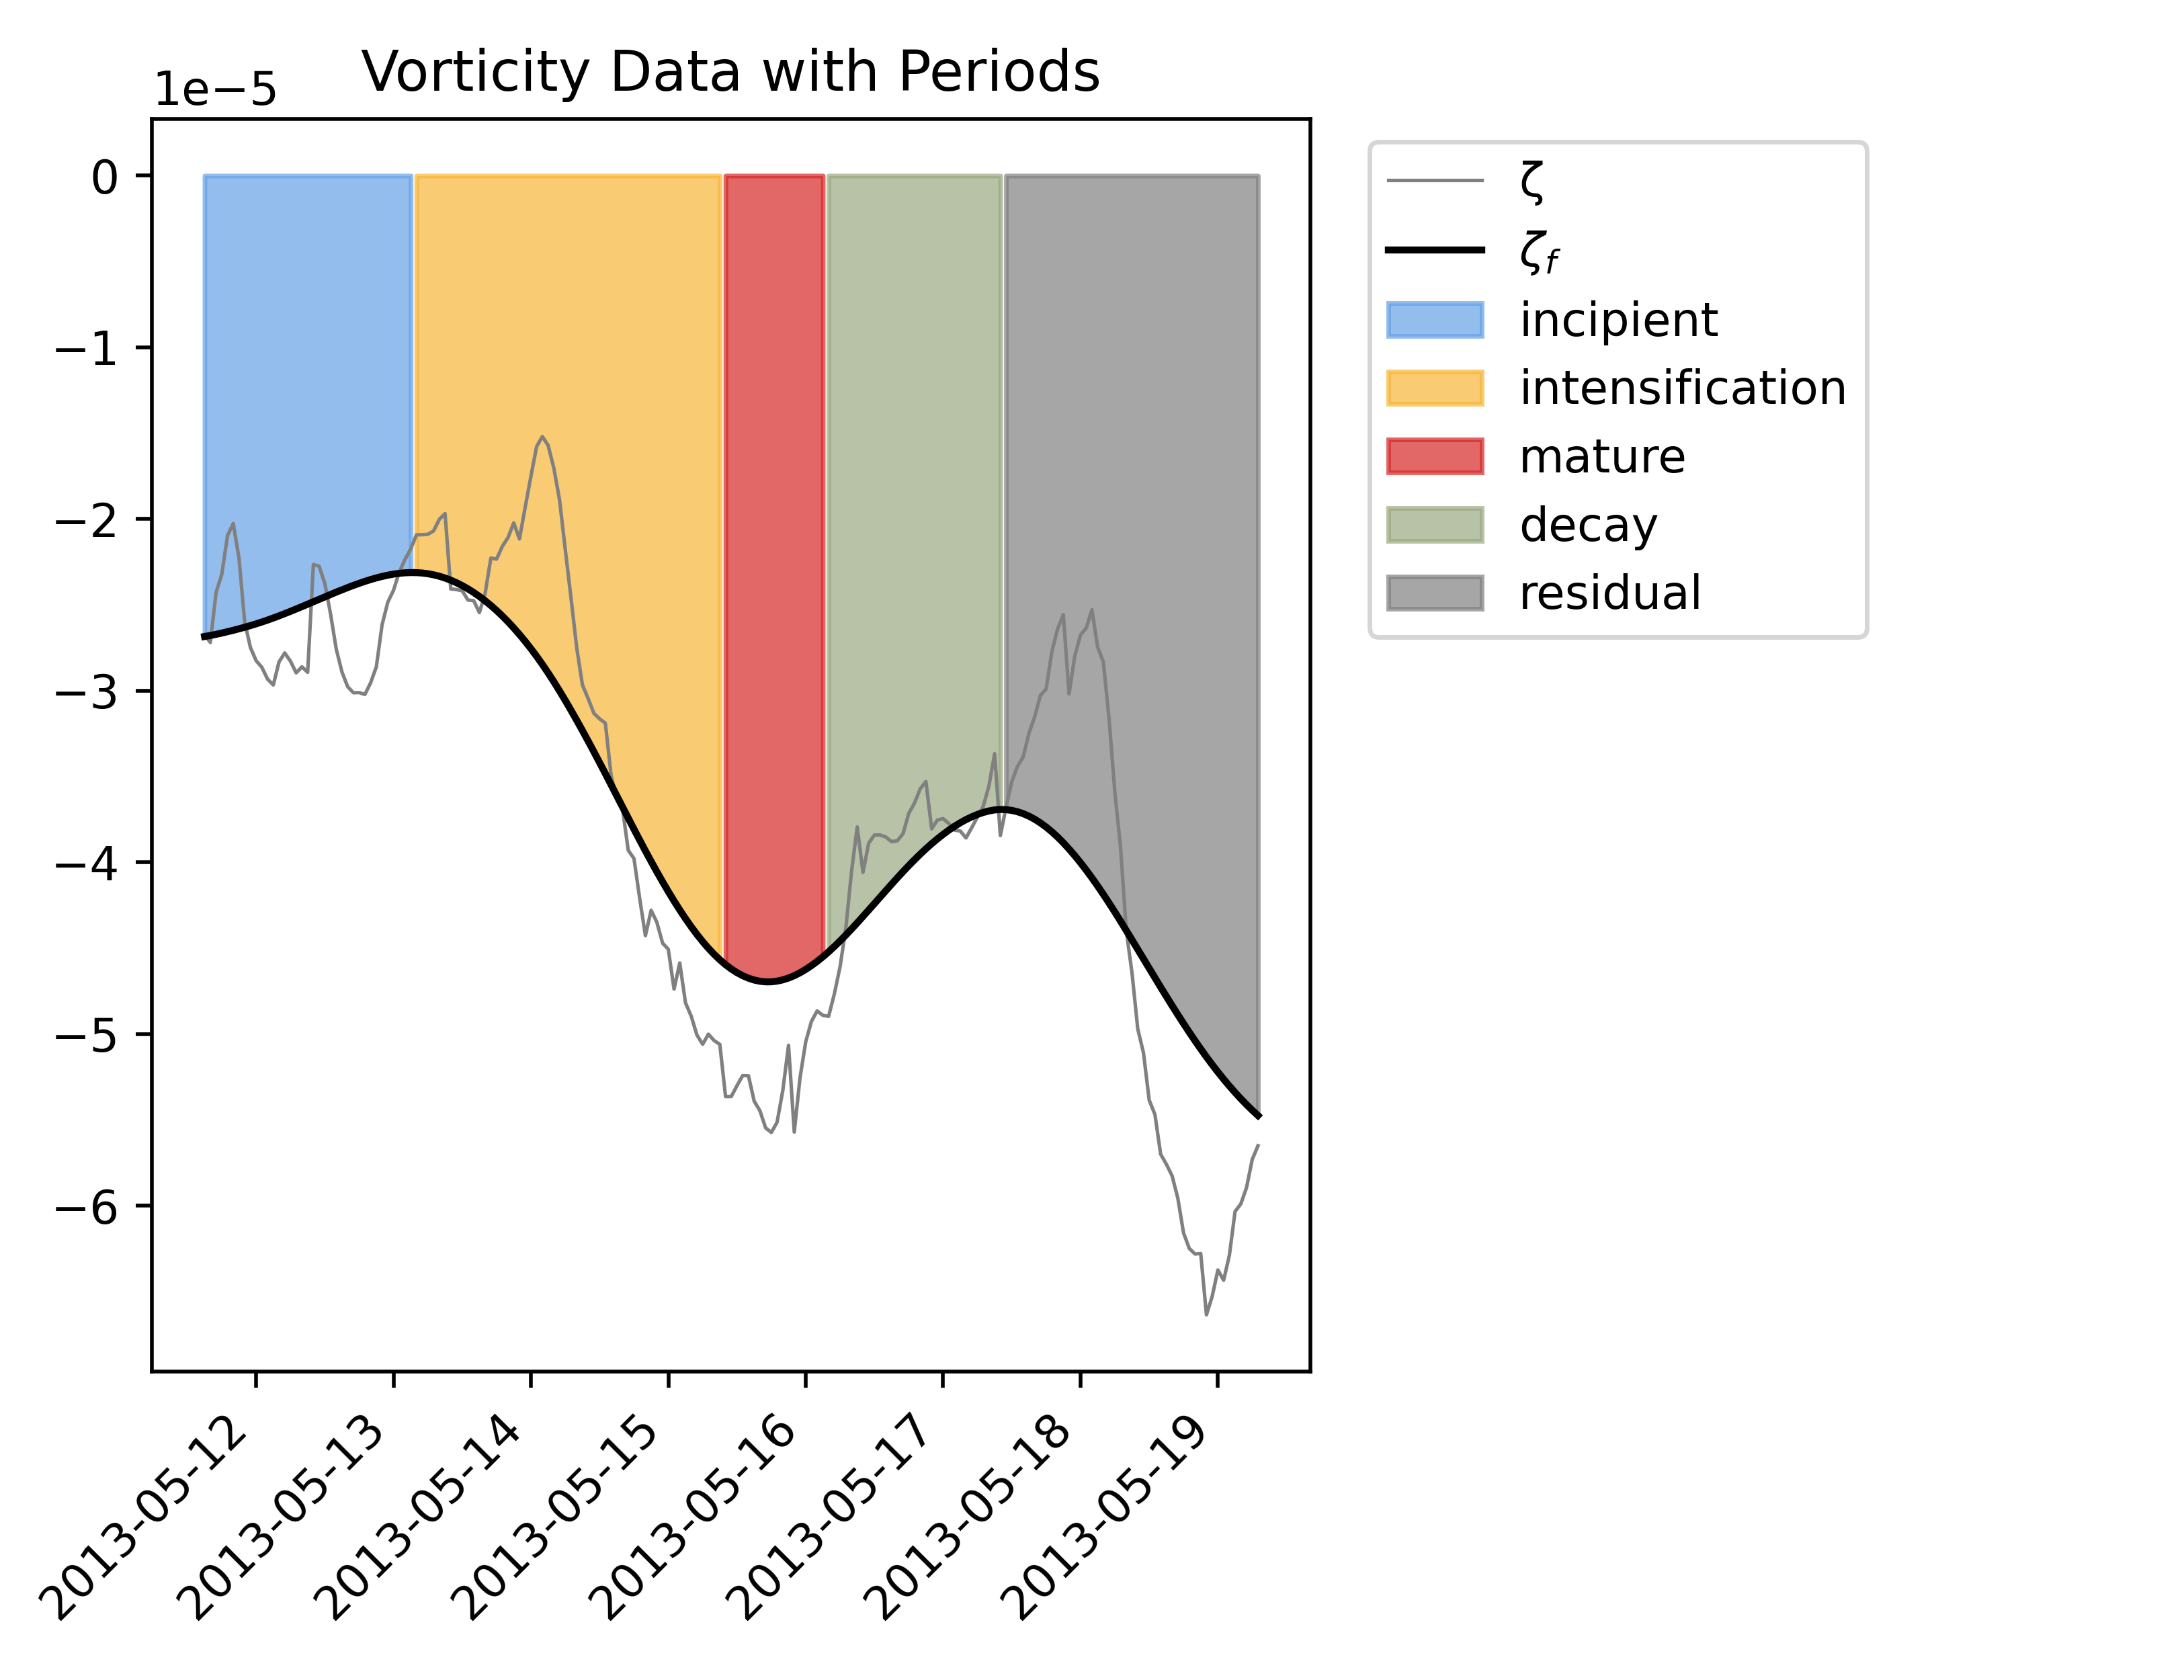 Vorticity Data with Periods
1e−5
0
−1
−2
−3
−4
−5
−6
2013-05-12
2013-05-13
2013-05-14
2013-05-15
2013-05-16
2013-05-17
2013-05-18
2013-05-19
ζ
ζf
incipient
intensification
mature
decay
residual